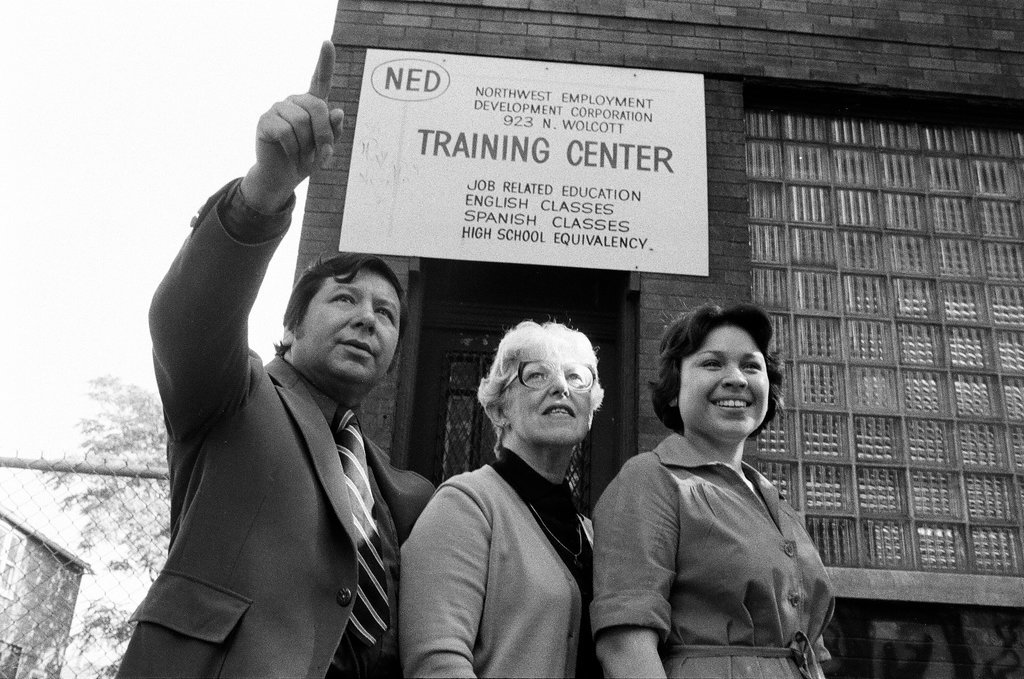 NED
NORTHWEST EMPLOYMENT
DEVELOPMENT CORPORATION
923 N. WOLCOTT
TRAINING CENTER
JOB RELATED EDUCATION
ENGLISH CLASSES
SPANISH CLASSES
HIGH SCHOOL EQUIVALENCY.